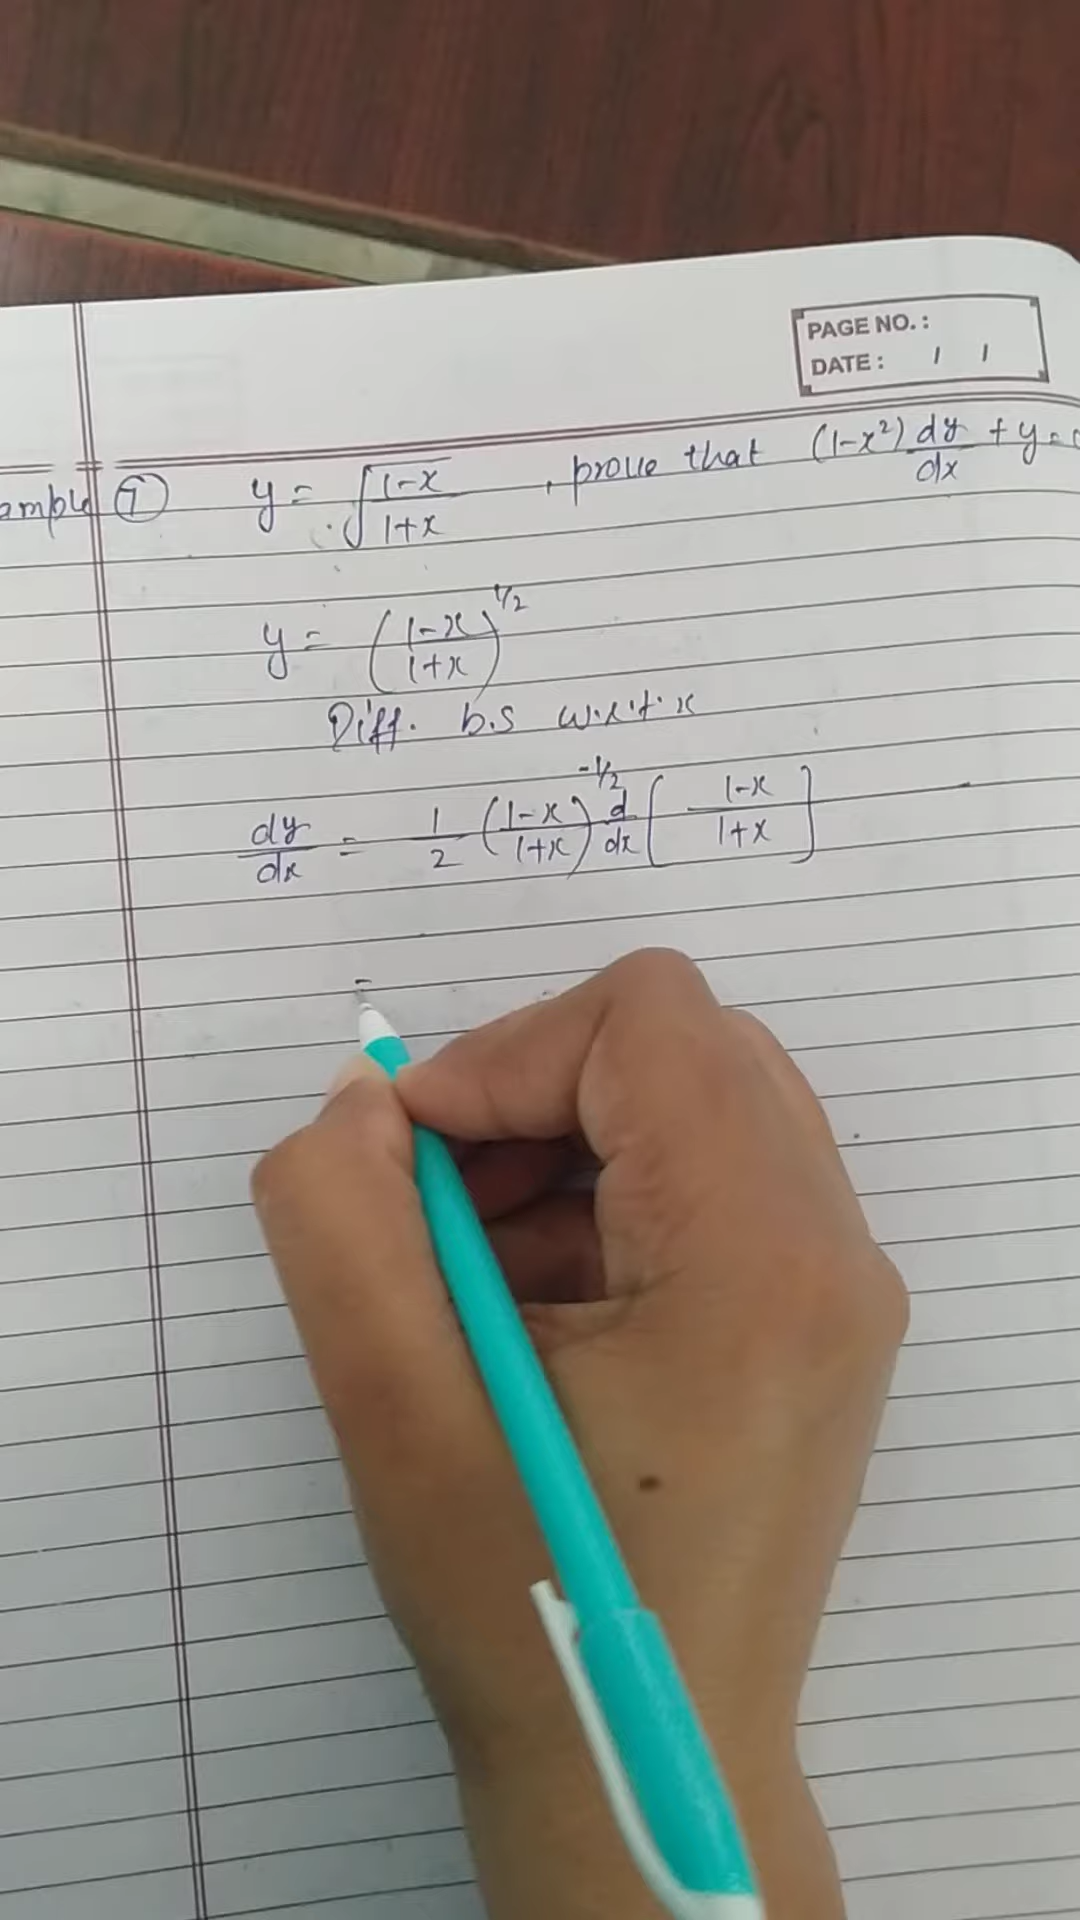 PAGE NO. :
DATE : / /
ample ⑦ y = √((1-x)/(1+x)) , prove that (1-x²) dy/dx + y =
y = ((1-x)/(1+x))^1/2
Diff. b.s w.r.t. x
dy/dx = 1/2 ((1-x)/(1+x))^-1/2 d/dx [(1-x)/(1+x)]